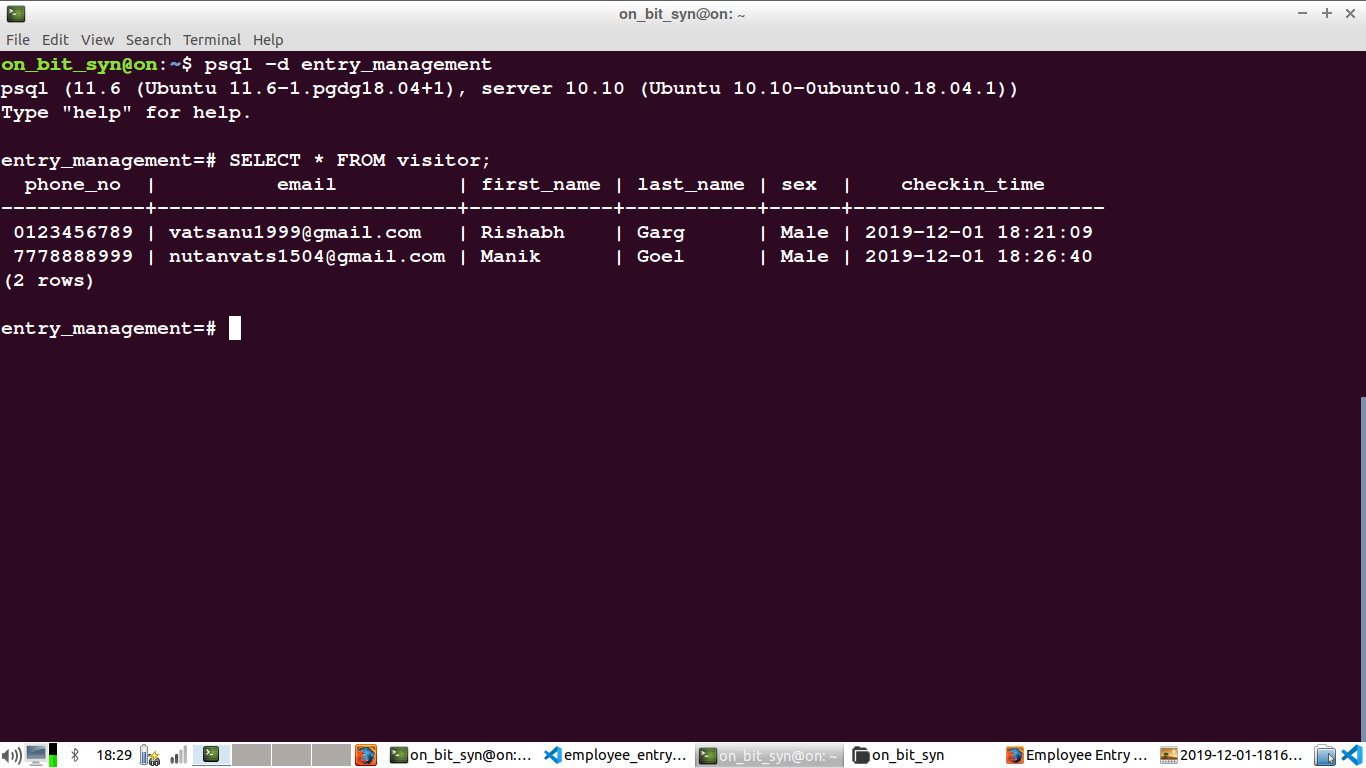 on_bit_syn@on: ~
File Edit View Search Terminal Help
on_bit_syn@on:~$ psql -d entry_management
psql (11.6 (Ubuntu 11.6-1.pgdg18.04+1), server 10.10 (Ubuntu 10.10-0ubuntu0.18.04.1))
Type "help" for help.
entry_management=# SELECT * FROM visitor;
  phone_no  |          email          | first_name | last_name | sex  |    checkin_time
------------+-------------------------+------------+-----------+------+---------------------
 0123456789 | vatsanu1999@gmail.com   | Rishabh    | Garg      | Male | 2019-12-01 18:21:09
 7778888999 | nutanvats1504@gmail.com | Manik      | Goel      | Male | 2019-12-01 18:26:40
(2 rows)
entry_management=#
18:29 on_bit_syn@on:... employee_entry... on_bit_syn@on: ~ on_bit_syn Employee Entry ... 2019-12-01-1816...